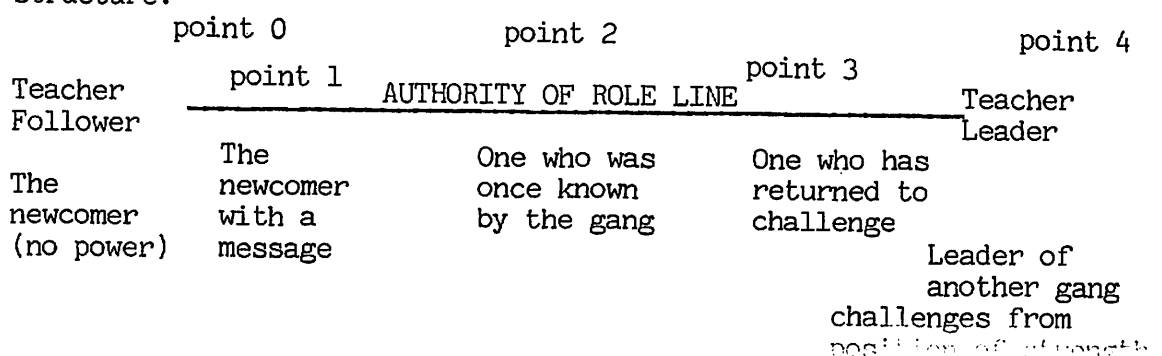 point 0
point 2
point 4
point 1
point 3
AUTHORITY OF ROLE LINE
Teacher
Follower
Teacher
Leader
The
newcomer
(no power)
The
newcomer
with a
message
One who was
once known
by the gang
One who has
returned to
challenge
Leader of
another gang
challenges from